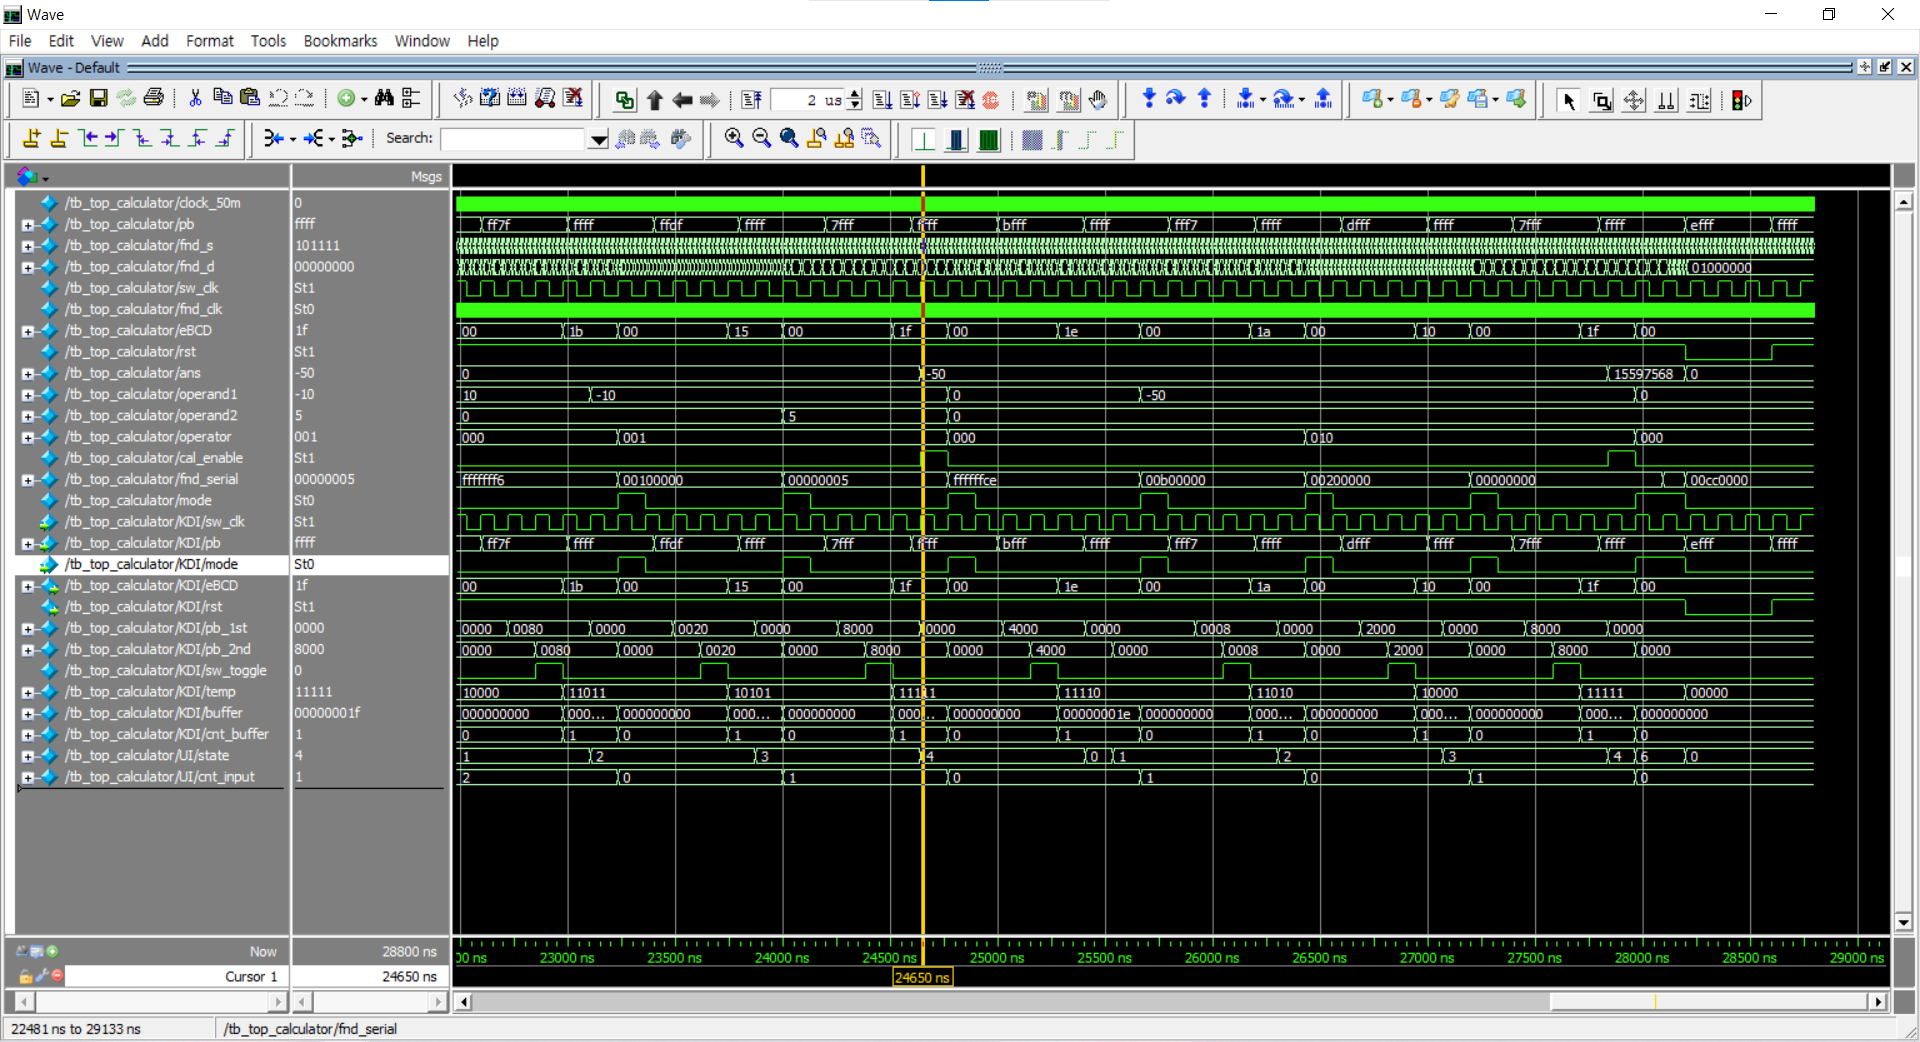 Wave
File Edit View Add Format Tools Bookmarks Window Help
Wave - Default
2 us
Search:
Msgs
/tb_top_calculator/clock_50m 0
/tb_top_calculator/pb ffff ff7f ffff ffdf ffff 7fff ffff bfff ffff fff7 ffff dfff ffff 7fff ffff efff ffff
/tb_top_calculator/fnd_s 101111
/tb_top_calculator/fnd_d 00000000 01000000
/tb_top_calculator/sw_clk St1
/tb_top_calculator/fnd_clk St0
/tb_top_calculator/eBCD 1f 00 1b 00 15 00 1f 00 1e 00 1a 00 10 00 1f 00
/tb_top_calculator/rst St1
/tb_top_calculator/ans -50 0 -50 15597568 0
/tb_top_calculator/operand1 -10 10 -10 0 -50 0
/tb_top_calculator/operand2 5 0 5 0
/tb_top_calculator/operator 001 000 001 000 010 000
/tb_top_calculator/cal_enable St1
/tb_top_calculator/fnd_serial 00000005 fffffff6 00100000 00000005 ffffffce 00b00000 00200000 00000000 00cc0000
/tb_top_calculator/mode St0
/tb_top_calculator/KDI/sw_clk St1
/tb_top_calculator/KDI/pb ffff ff7f ffff ffdf ffff 7fff ffff bfff ffff fff7 ffff dfff ffff 7fff ffff efff ffff
/tb_top_calculator/KDI/mode St0
/tb_top_calculator/KDI/eBCD 1f 00 1b 00 15 00 1f 00 1e 00 1a 00 10 00 1f 00
/tb_top_calculator/KDI/rst St1
/tb_top_calculator/KDI/pb_1st 0000 0000 0080 0000 0020 0000 8000 0000 4000 0000 0008 0000 2000 0000 8000 0000
/tb_top_calculator/KDI/pb_2nd 8000 0000 0080 0000 0020 0000 8000 0000 4000 0000 0008 0000 2000 0000 8000 0000
/tb_top_calculator/KDI/sw_toggle 0
/tb_top_calculator/KDI/temp 11111 10000 11011 10101 11111 11110 11010 10000 11111 00000
/tb_top_calculator/KDI/buffer 00000001f 000000000 000... 000000000 000... 000000000 000... 000000000 00000001e 000000000 000... 000000000 000... 000000000 000... 000000000
/tb_top_calculator/KDI/cnt_buffer 1 0 1 0 1 0 1 0 1 0 1 0 1 0 1 0
/tb_top_calculator/UI/state 4 1 2 3 4 0 1 2 3 4 6 0
/tb_top_calculator/UI/cnt_input 1 2 0 1 0 1 0 1 0
Now 28800 ns
00 ns 23000 ns 23500 ns 24000 ns 24500 ns 25000 ns 25500 ns 26000 ns 26500 ns 27000 ns 27500 ns 28000 ns 28500 ns 29000 ns
Cursor 1 24650 ns
24650 ns
22481 ns to 29133 ns /tb_top_calculator/fnd_serial